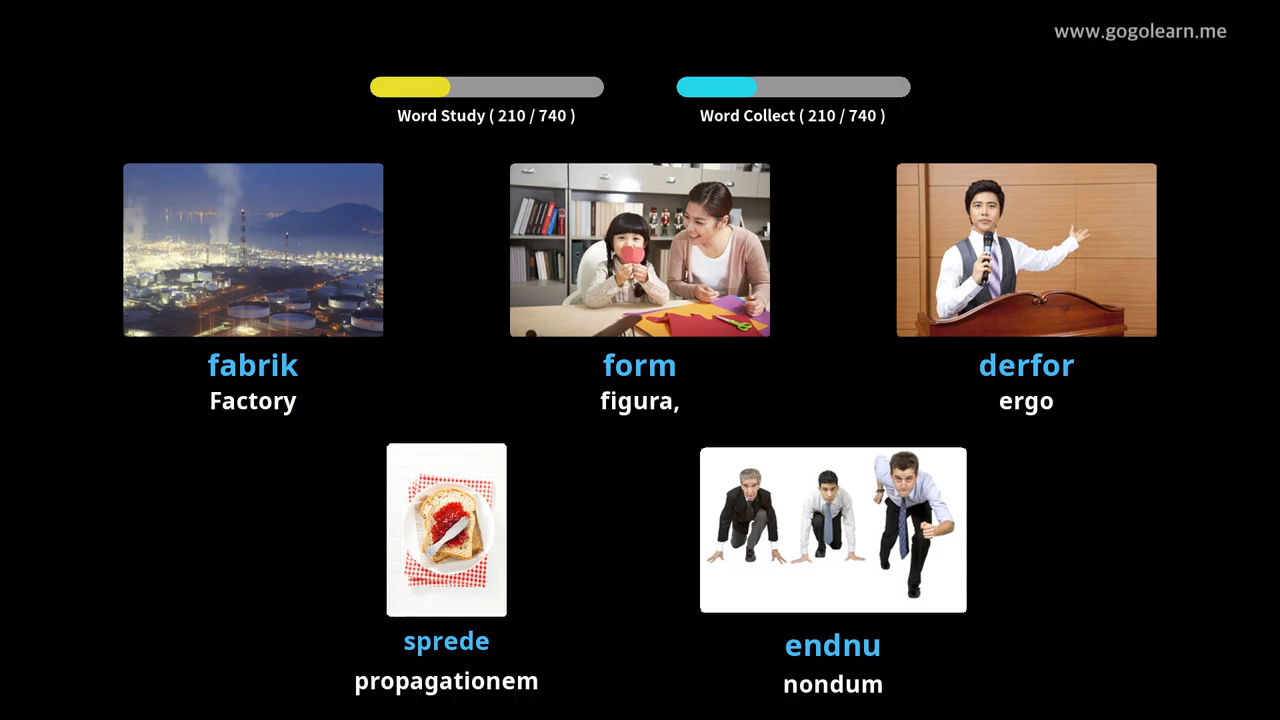 www.gogolearn.me
Word Study ( 210 / 740 )
Word Collect ( 210 / 740 )
fabrik
Factory
form
figura,
derfor
ergo
sprede
propagationem
endnu
nondum